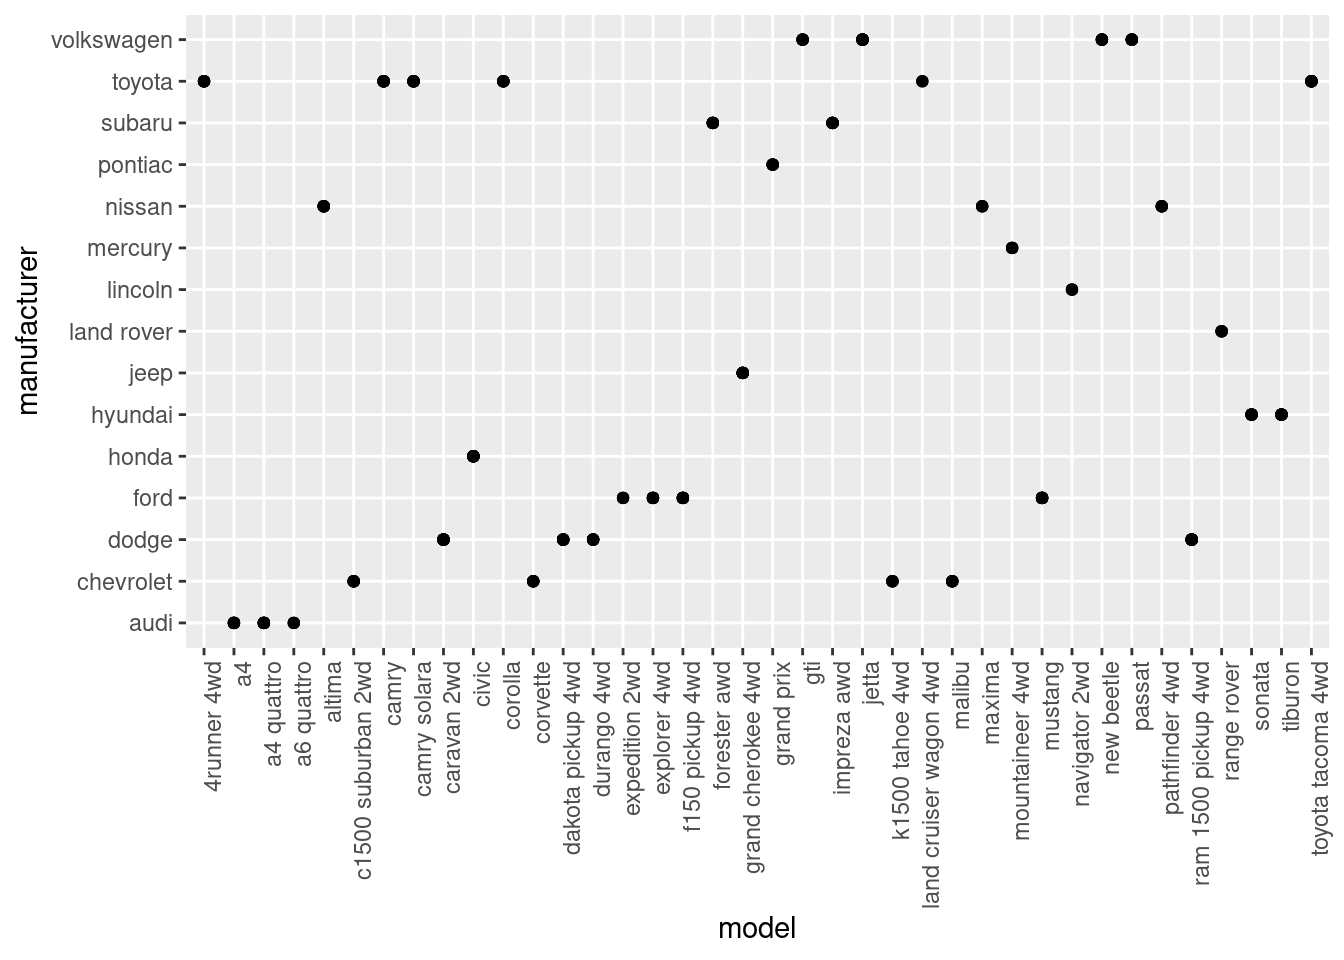 volkswagen
toyota
subaru
pontiac
nissan
mercury
lincoln
land rover
jeep
hyundai
honda
ford
dodge
chevrolet
audi
manufacturer
4runner 4wd
a4
a4 quattro
a6 quattro
altima
c1500 suburban 2wd
camry
camry solara
caravan 2wd
civic
corolla
corvette
dakota pickup 4wd
durango 4wd
expedition 2wd
explorer 4wd
f150 pickup 4wd
forester awd
grand cherokee 4wd
grand prix
gti
impreza awd
jetta
k1500 tahoe 4wd
land cruiser wagon 4wd
malibu
maxima
mountaineer 4wd
mustang
navigator 2wd
new beetle
passat
pathfinder 4wd
ram 1500 pickup 4wd
range rover
sonata
tiburon
toyota tacoma 4wd
model